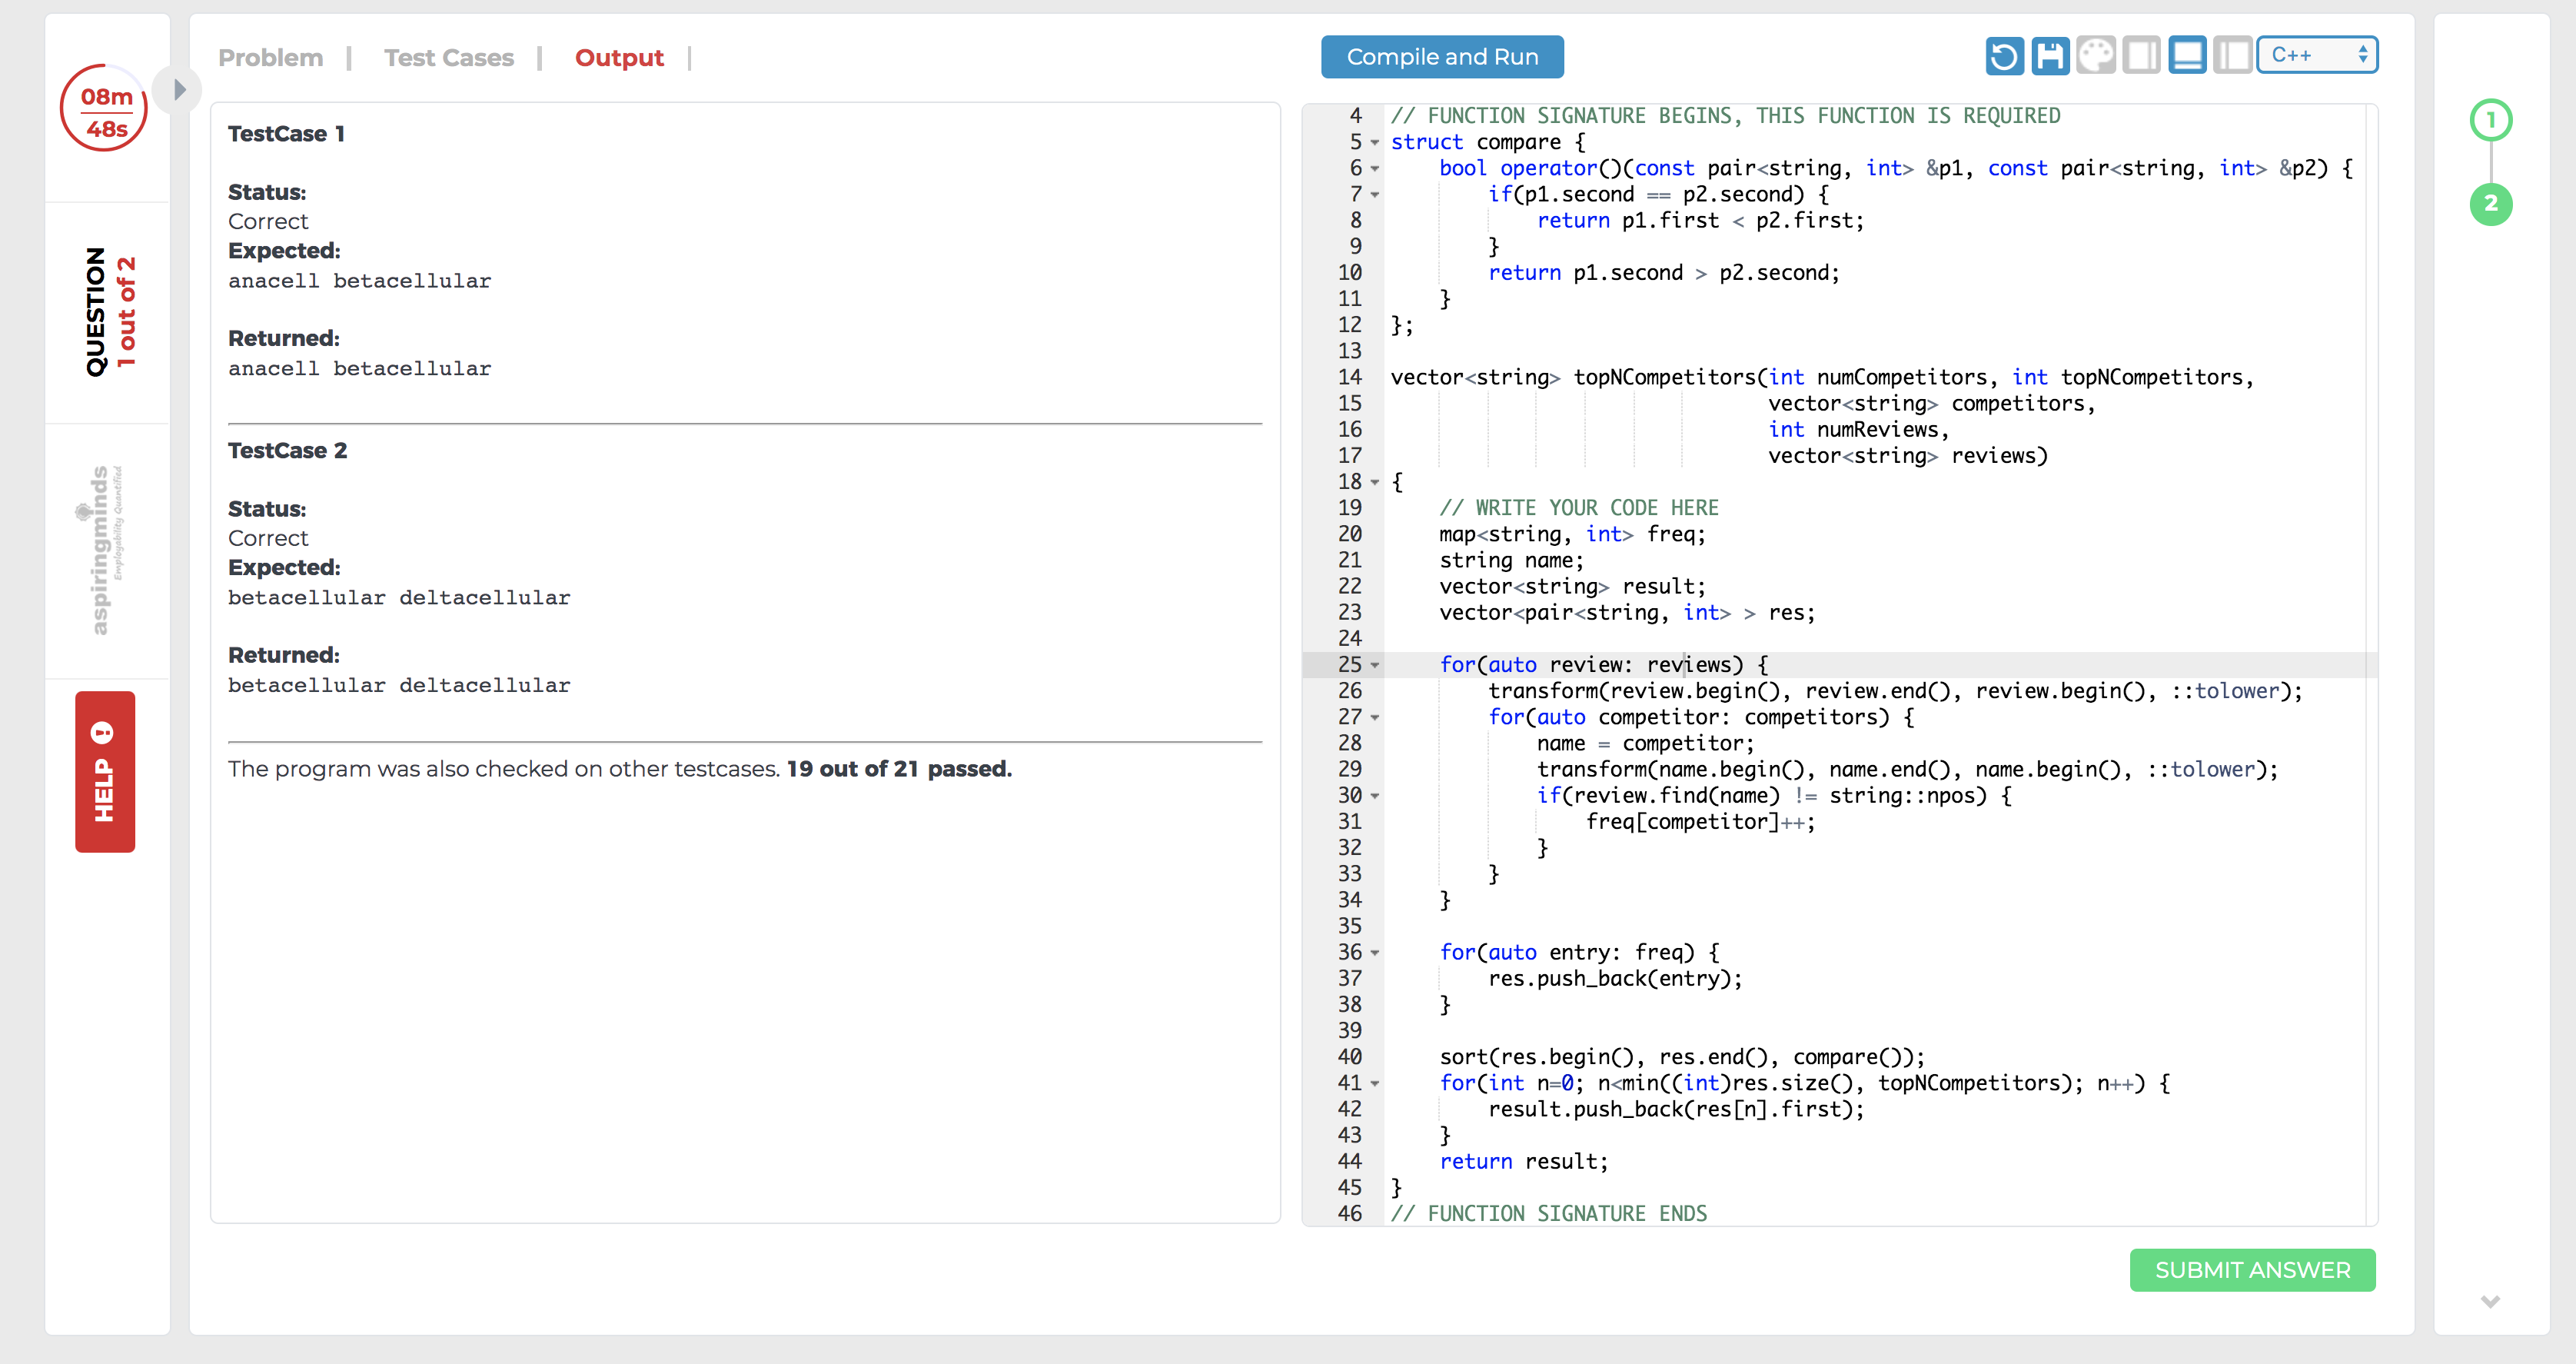 08m
48s
QUESTION
1 out of 2
aspiringminds
Employability Quantified
HELP
Problem | Test Cases | Output |
TestCase 1
Status:
Correct
Expected:
anacell betacellular
Returned:
anacell betacellular
TestCase 2
Status:
Correct
Expected:
betacellular deltacellular
Returned:
betacellular deltacellular
The program was also checked on other testcases. 19 out of 21 passed.
Compile and Run
C++
4 // FUNCTION SIGNATURE BEGINS, THIS FUNCTION IS REQUIRED
5 struct compare {
6     bool operator()(const pair<string, int> &p1, const pair<string, int> &p2) {
7         if(p1.second == p2.second) {
8             return p1.first < p2.first;
9         }
10         return p1.second > p2.second;
11     }
12 };
13
14 vector<string> topNCompetitors(int numCompetitors, int topNCompetitors,
15                                vector<string> competitors,
16                                int numReviews,
17                                vector<string> reviews)
18 {
19     // WRITE YOUR CODE HERE
20     map<string, int> freq;
21     string name;
22     vector<string> result;
23     vector<pair<string, int> > res;
24
25     for(auto review: reviews) {
26         transform(review.begin(), review.end(), review.begin(), ::tolower);
27         for(auto competitor: competitors) {
28             name = competitor;
29             transform(name.begin(), name.end(), name.begin(), ::tolower);
30             if(review.find(name) != string::npos) {
31                 freq[competitor]++;
32             }
33         }
34     }
35
36     for(auto entry: freq) {
37         res.push_back(entry);
38     }
39
40     sort(res.begin(), res.end(), compare());
41     for(int n=0; n<min((int)res.size(), topNCompetitors); n++) {
42         result.push_back(res[n].first);
43     }
44     return result;
45 }
46 // FUNCTION SIGNATURE ENDS
SUBMIT ANSWER
1
2